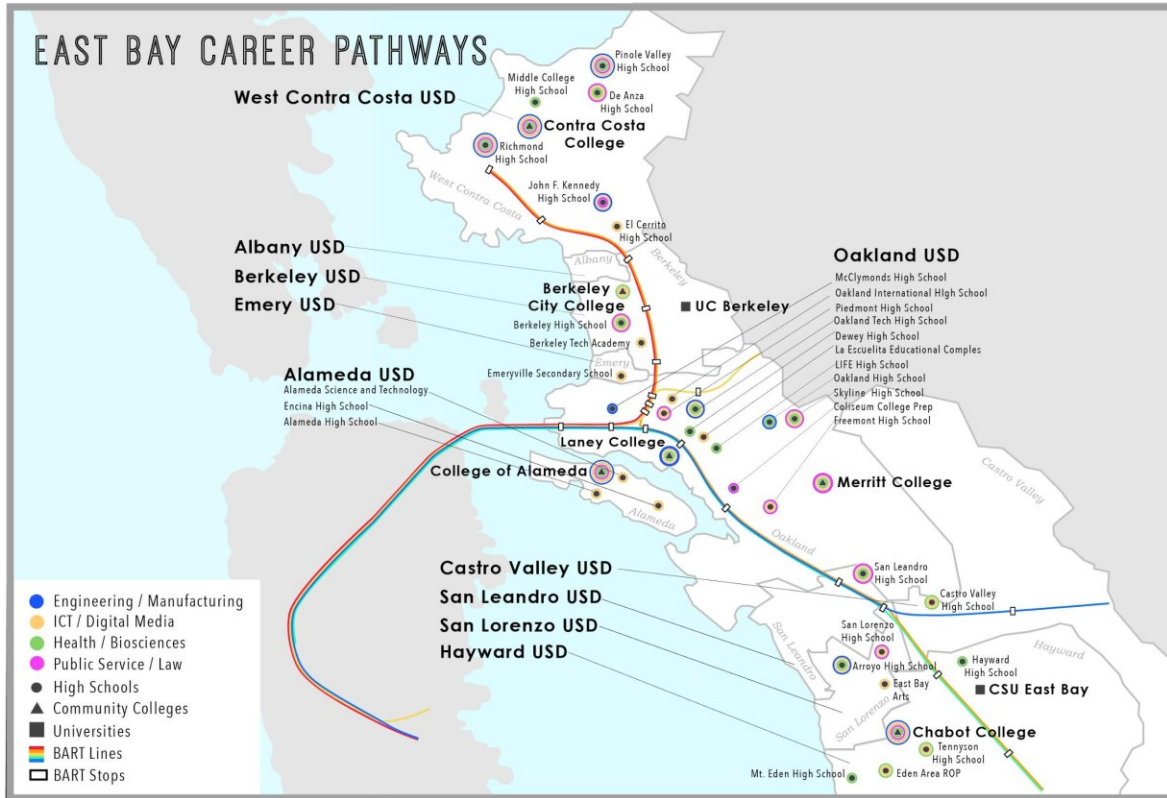 EAST BAY CAREER PATHWAYS
West Contra Costa USD
Pinole Valley
High School
Middle College
High School
De Anza
High School
Contra Costa
College
Richmond
High School
West Contra Costa
John F. Kennedy
High School
El Cerrito
High School
Albany USD
Berkeley USD
Emery USD
Albany
Berkeley
Berkeley
City College
UC Berkeley
Berkeley High School
Berkeley Tech Academy
Emery
Emeryville Secondary School
Oakland USD
McClymonds High School
Oakland International HIgh School
Piedmont High School
Oakland Tech High School
Dewey High School
La Escuelita Educational Comples
LIFE High School
Oakland High School
Skyline High School
Coliseum College Prep
Freemont High School
Alameda USD
Alameda Science and Technology
Encina High School
Alameda High School
Laney College
College of Alameda
Alameda
Merritt College
Castro Valley
Oakland
Castro Valley USD
San Leandro USD
San Lorenzo USD
Hayward USD
San Leandro
High School
Castro Valley
High School
San Lorenzo
High School
San Leandro
Arroyo High School
East Bay
Arts
Hayward
Hayward
High School
CSU East Bay
San Lorenzo
Chabot College
Tennyson
High School
Mt. Eden High School
Eden Area ROP
Engineering / Manufacturing
ICT / Digital Media
Health / Biosciences
Public Service / Law
High Schools
Community Colleges
Universities
BART Lines
BART Stops